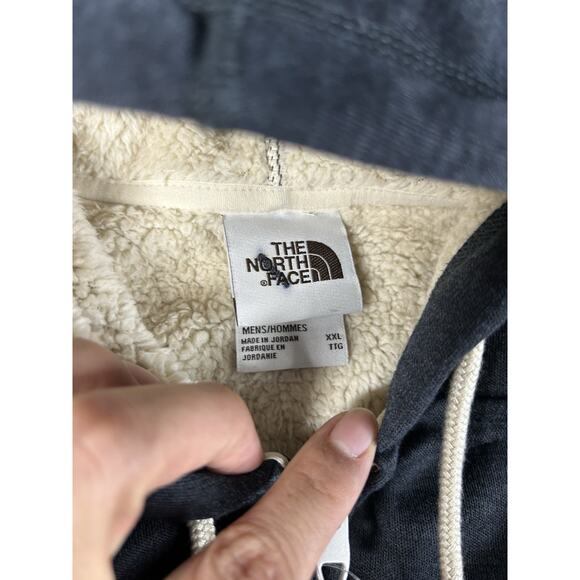 THE
NORTH
®FACE
MENS/HOMMES
MADE IN JORDAN
FABRIQUE EN
JORDANIE
XXL
TTG